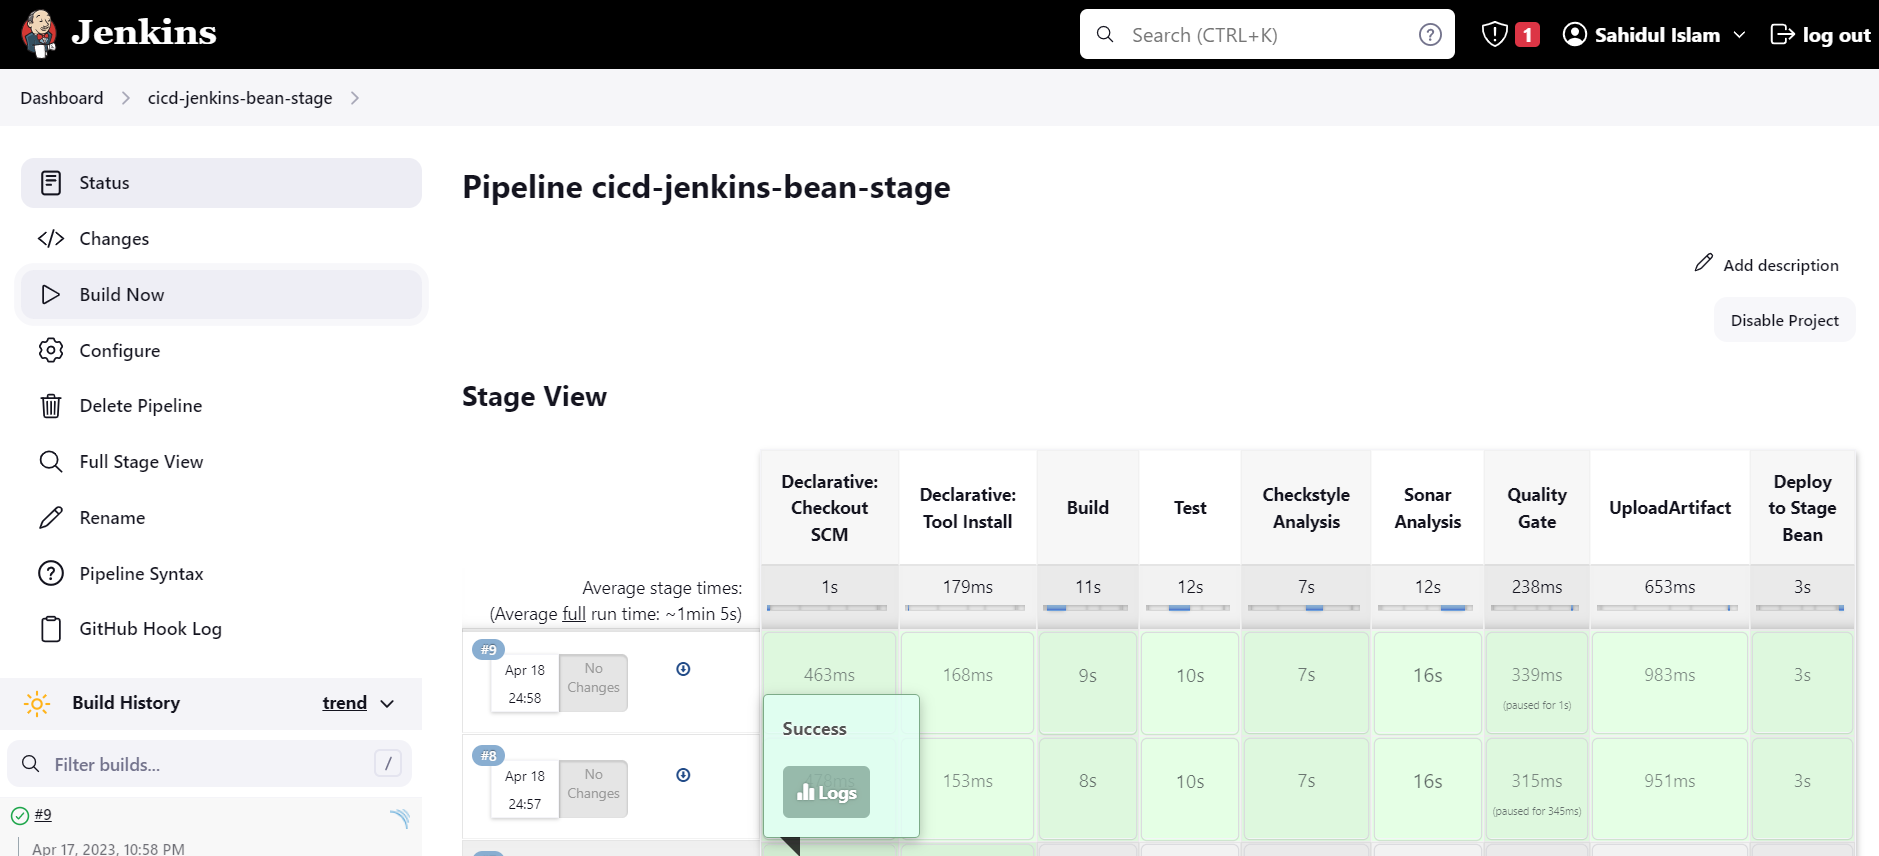 Jenkins
Search (CTRL+K)
?
1
Sahidul Islam
log out
Dashboard
cicd-jenkins-bean-stage
Status
Changes
Build Now
Configure
Delete Pipeline
Full Stage View
Rename
Pipeline Syntax
GitHub Hook Log
Build History
trend
Filter builds...
/
#9
Apr 17, 2023, 10:58 PM
Pipeline cicd-jenkins-bean-stage
Add description
Disable Project
Stage View
Declarative:
Checkout
SCM
Declarative:
Tool Install
Build
Test
Checkstyle
Analysis
Sonar
Analysis
Quality
Gate
UploadArtifact
Deploy
to Stage
Bean
Average stage times:
(Average full run time: ~1min 5s)
1s
179ms
11s
12s
7s
12s
238ms
653ms
3s
#9
Apr 18
24:58
No
Changes
463ms
168ms
9s
10s
7s
16s
339ms
(paused for 1s)
983ms
3s
Success
Logs
#8
Apr 18
24:57
No
Changes
478ms
153ms
8s
10s
7s
16s
315ms
(paused for 345ms)
951ms
3s